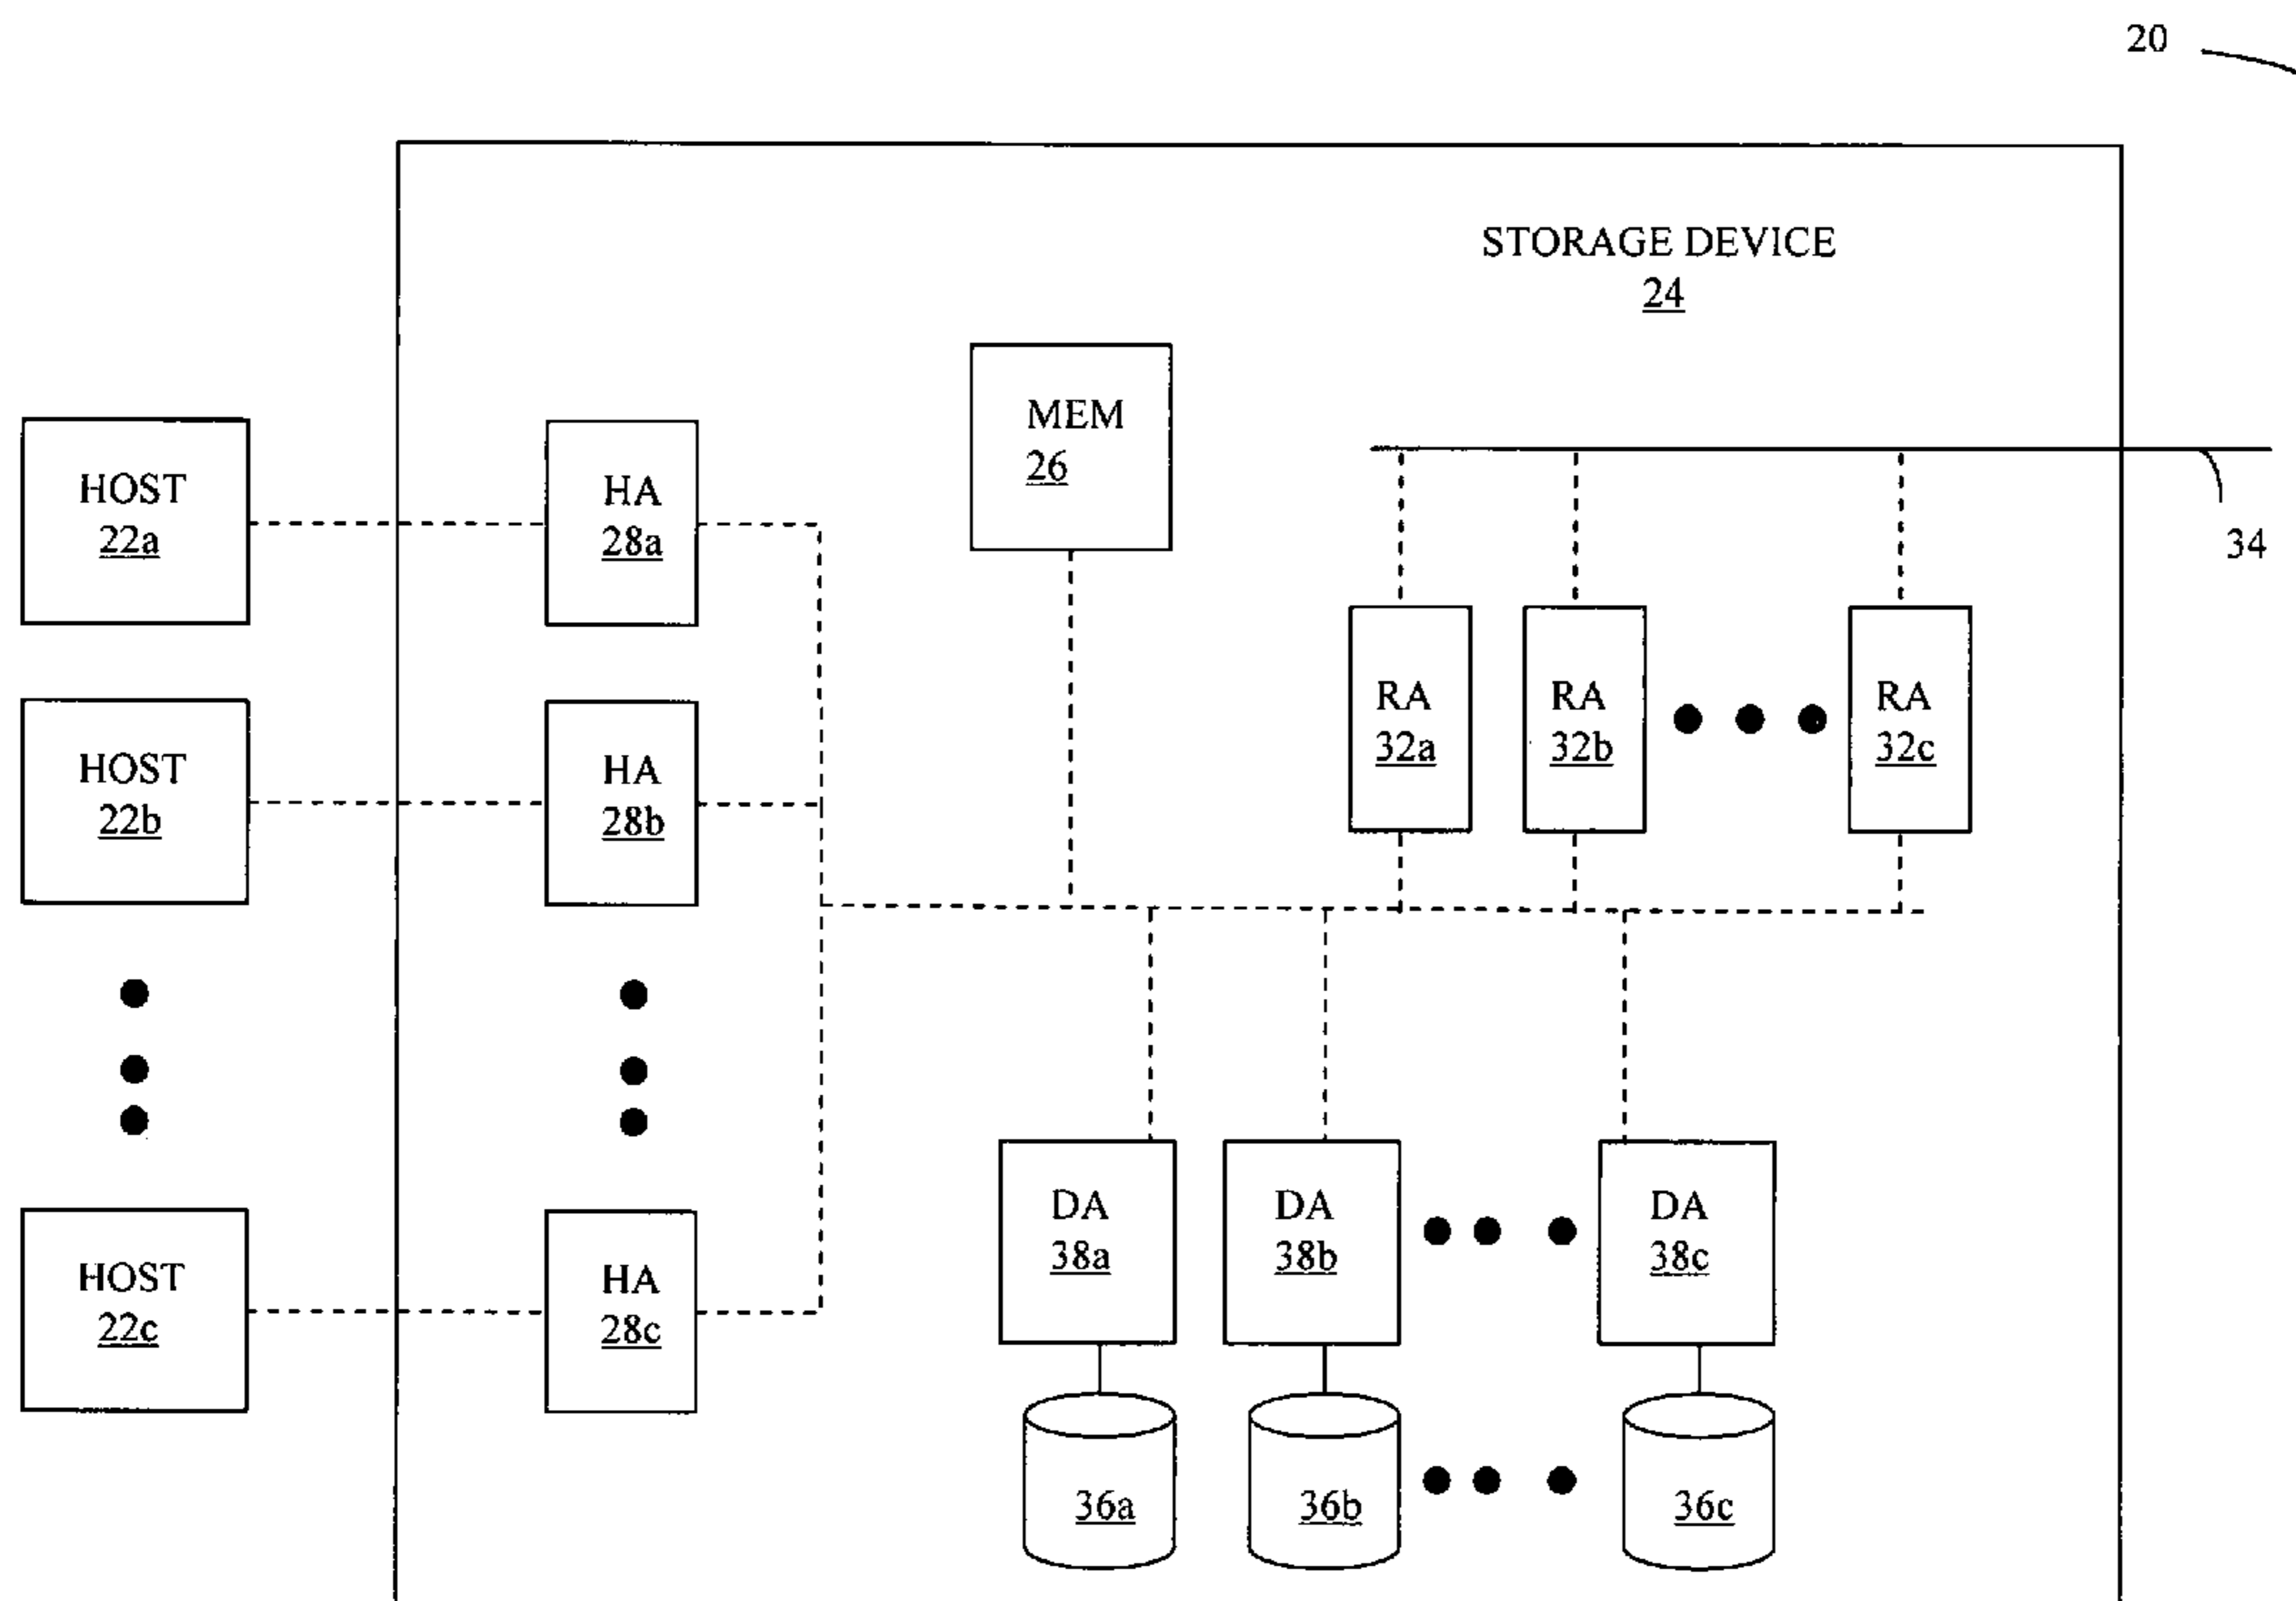 20
STORAGE DEVICE
24
MEM
26
HOST
22a
HA
28a
34
RA
32a
RA
32b
RA
32c
HOST
22b
HA
28b
DA
38a
DA
38b
DA
38c
HOST
22c
HA
28c
36a
36b
36c